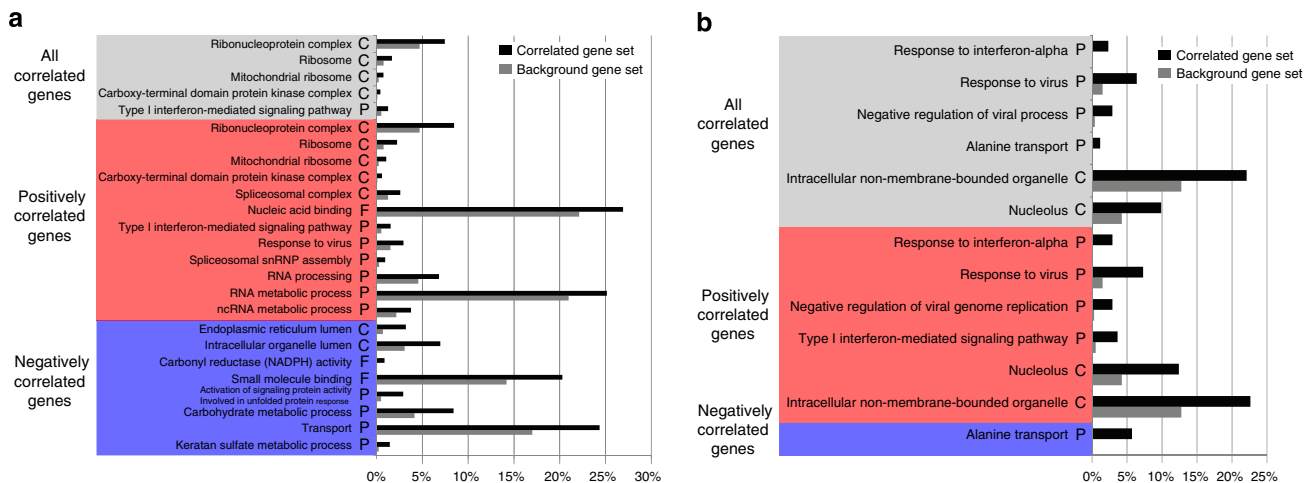 a
All
correlated
genes
Ribonucleoprotein complex C
Ribosome C
Mitochondrial ribosome C
Carboxy-terminal domain protein kinase complex C
Type I interferon-mediated signaling pathway P
Correlated gene set
Background gene set
Positively
correlated
genes
Ribonucleoprotein complex C
Ribosome C
Mitochondrial ribosome C
Carboxy-terminal domain protein kinase complex C
Spliceosomal complex C
Nucleic acid binding F
Type I interferon-mediated signaling pathway P
Response to virus P
Spliceosomal snRNP assembly P
RNA processing P
RNA metabolic process P
ncRNA metabolic process P
Negatively
correlated
genes
Endoplasmic reticulum lumen C
Intracellular organelle lumen C
Carbonyl reductase (NADPH) activity F
Small molecule binding F
Activation of signaling protein activity
Involved in unfolded protein response P
Carbohydrate metabolic process P
Transport P
Keratan sulfate metabolic process P
0% 5% 10% 15% 20% 25% 30%
b
All
correlated
genes
Response to interferon-alpha P
Response to virus P
Negative regulation of viral process P
Alanine transport P
Intracellular non-membrane-bounded organelle C
Nucleolus C
Correlated gene set
Background gene set
Positively
correlated
genes
Response to interferon-alpha P
Response to virus P
Negative regulation of viral genome replication P
Type I interferon-mediated signaling pathway P
Nucleolus C
Intracellular non-membrane-bounded organelle C
Negatively
correlated
genes
Alanine transport P
0% 5% 10% 15% 20% 25%